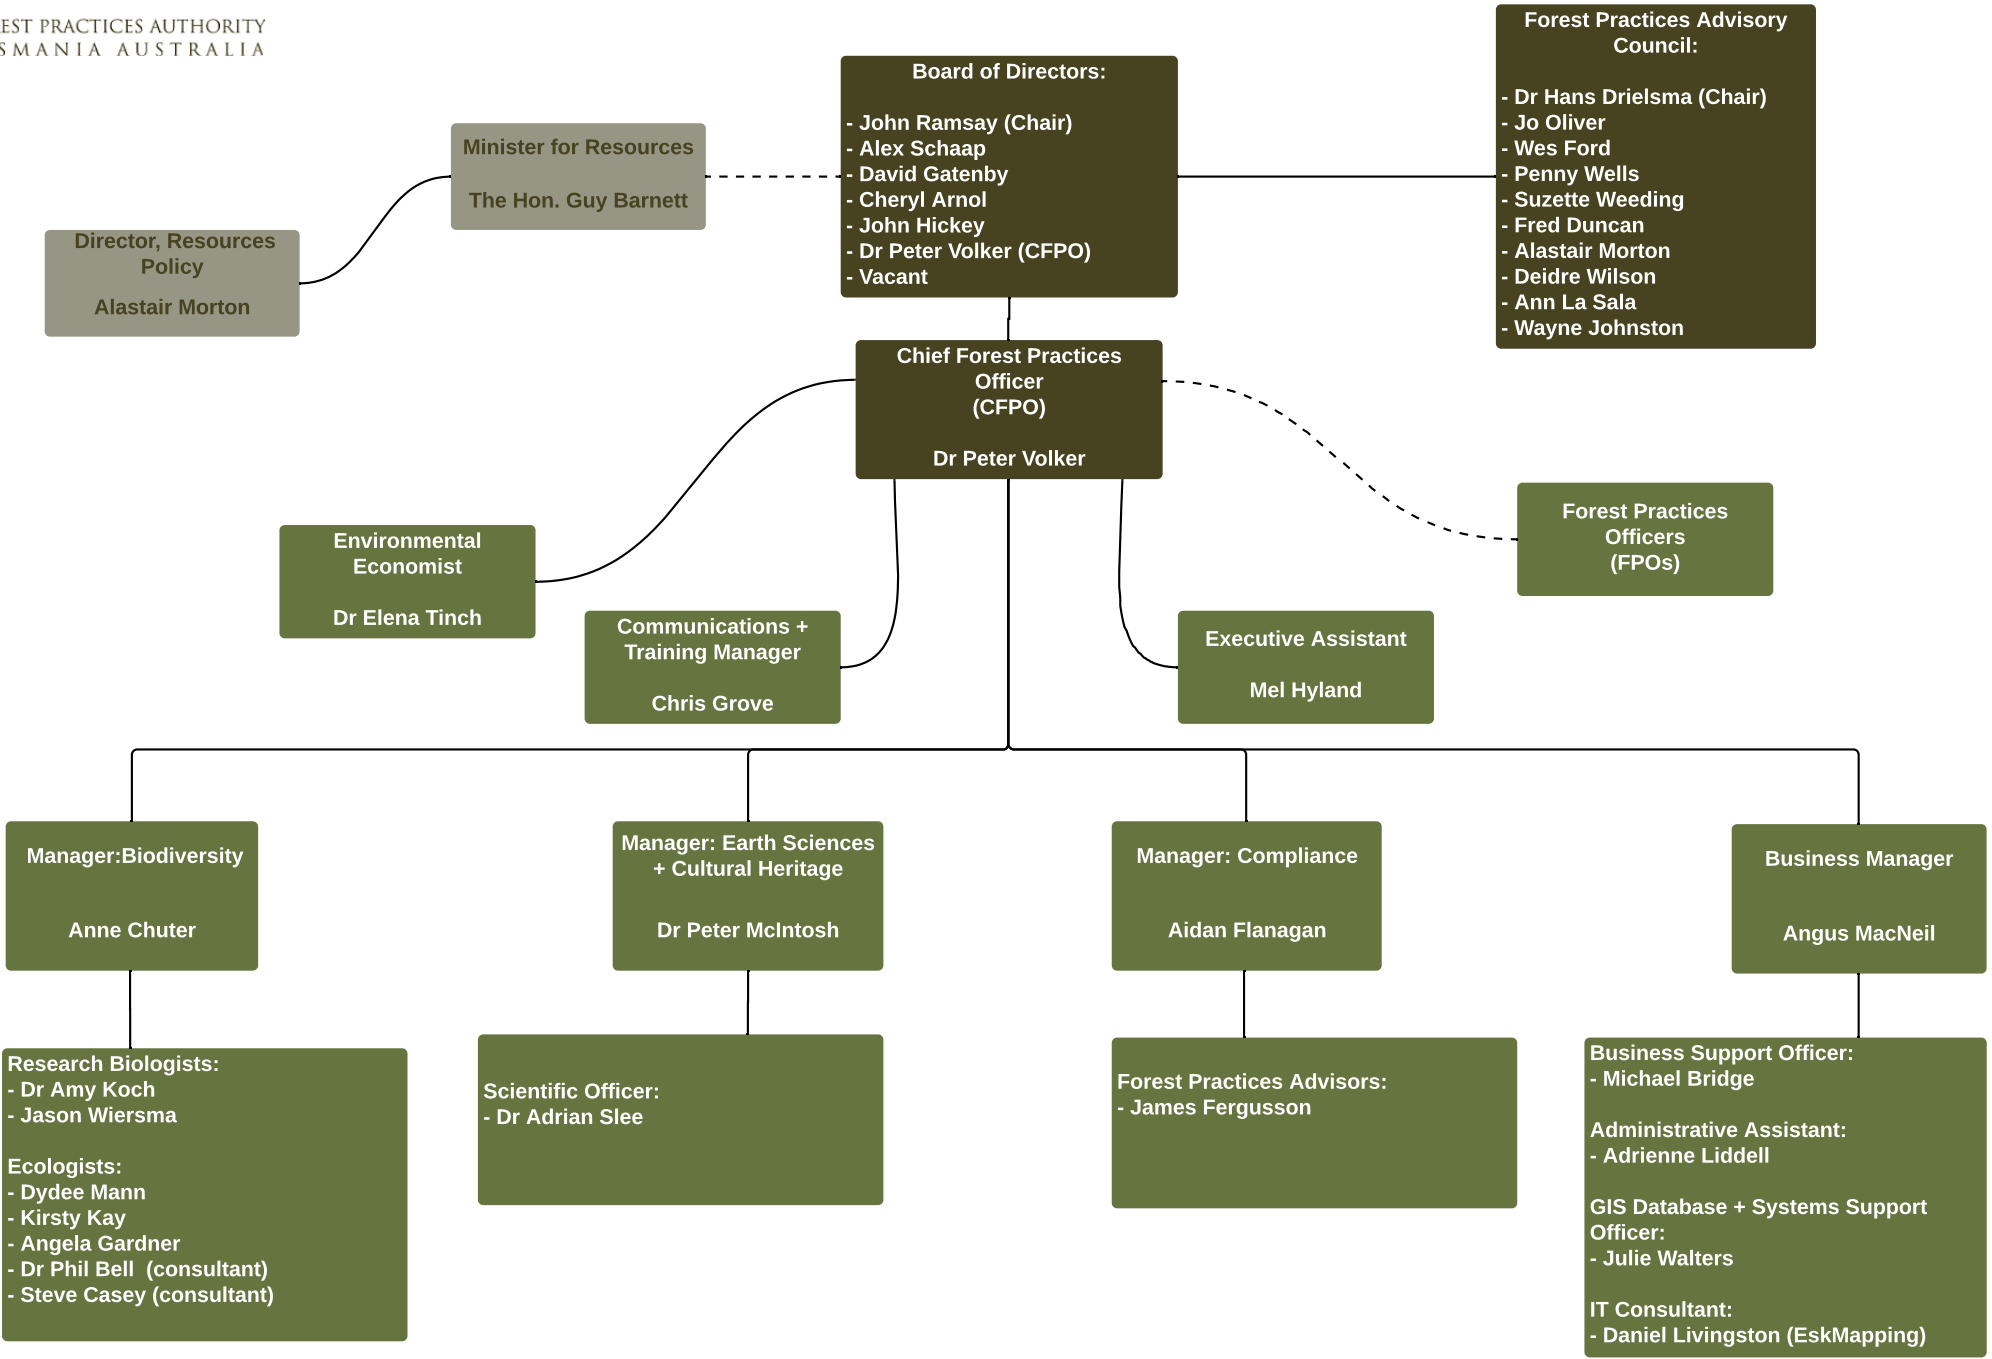 EST PRACTICES AUTHORITY
SMANIA AUSTRALIA
Forest Practices Advisory
Council:
- Dr Hans Drielsma (Chair)
- Jo Oliver
- Wes Ford
- Penny Wells
- Suzette Weeding
- Fred Duncan
- Alastair Morton
- Deidre Wilson
- Ann La Sala
- Wayne Johnston
Board of Directors:
- John Ramsay (Chair)
- Alex Schaap
- David Gatenby
- Cheryl Arnol
- John Hickey
- Dr Peter Volker (CFPO)
- Vacant
Minister for Resources
The Hon. Guy Barnett
Director, Resources
Policy
Alastair Morton
Chief Forest Practices
Officer
(CFPO)
Dr Peter Volker
Forest Practices
Officers
(FPOs)
Environmental
Economist
Dr Elena Tinch
Communications +
Training Manager
Chris Grove
Executive Assistant
Mel Hyland
Manager:Biodiversity
Anne Chuter
Manager: Earth Sciences
+ Cultural Heritage
Dr Peter McIntosh
Manager: Compliance
Aidan Flanagan
Business Manager
Angus MacNeil
Research Biologists:
- Dr Amy Koch
- Jason Wiersma
Ecologists:
- Dydee Mann
- Kirsty Kay
- Angela Gardner
- Dr Phil Bell  (consultant)
- Steve Casey (consultant)
Scientific Officer:
- Dr Adrian Slee
Forest Practices Advisors:
- James Fergusson
Business Support Officer:
- Michael Bridge
Administrative Assistant:
- Adrienne Liddell
GIS Database + Systems Support
Officer:
- Julie Walters
IT Consultant:
- Daniel Livingston (EskMapping)